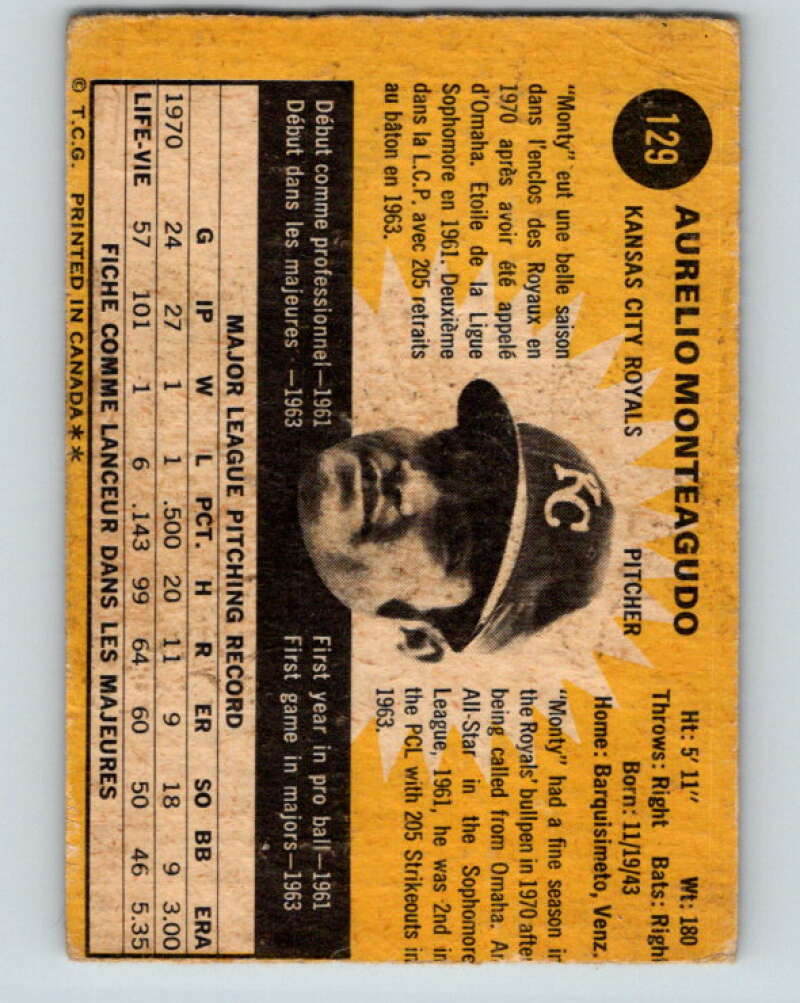 129
AURELIO MONTEAGUDO
KANSAS CITY ROYALS PITCHER
Ht: 5' 11" Wt: 180
Throws: Right Bats: Righ
Born: 11/19/43
Home: Barquisimeto, Venz.
"Monty" eut une belle saison
dans l'enclos des Royaux en
1970 après avoir été appelé
d'Omaha. Etoile de la Ligue
Sophomore en 1961. Deuxième
dans la L.C.P. avec 205 retraits
au bâton en 1963.
KC
"Monty" had a fine season in
the Royals' bullpen in 1970 after
being called from Omaha. An
All-Star in the Sophomore
League, 1961, he was 2nd in
the PCL with 205 Strikeouts in
1963.
Début comme professionnel—1961
Début dans les majeures—1963
First year in pro ball—1961
First game in majors—1963
MAJOR LEAGUE PITCHING RECORD
G IP W L PCT. H R ER SO BB ERA
1970 24 27 1 1 .500 20 11 9 18 9 3.00
LIFE-VIE 57 101 1 6 .143 99 64 60 50 46 5.35
FICHE COMME LANCEUR DANS LES MAJEURES
© T.C.G. PRINTED IN CANADA**